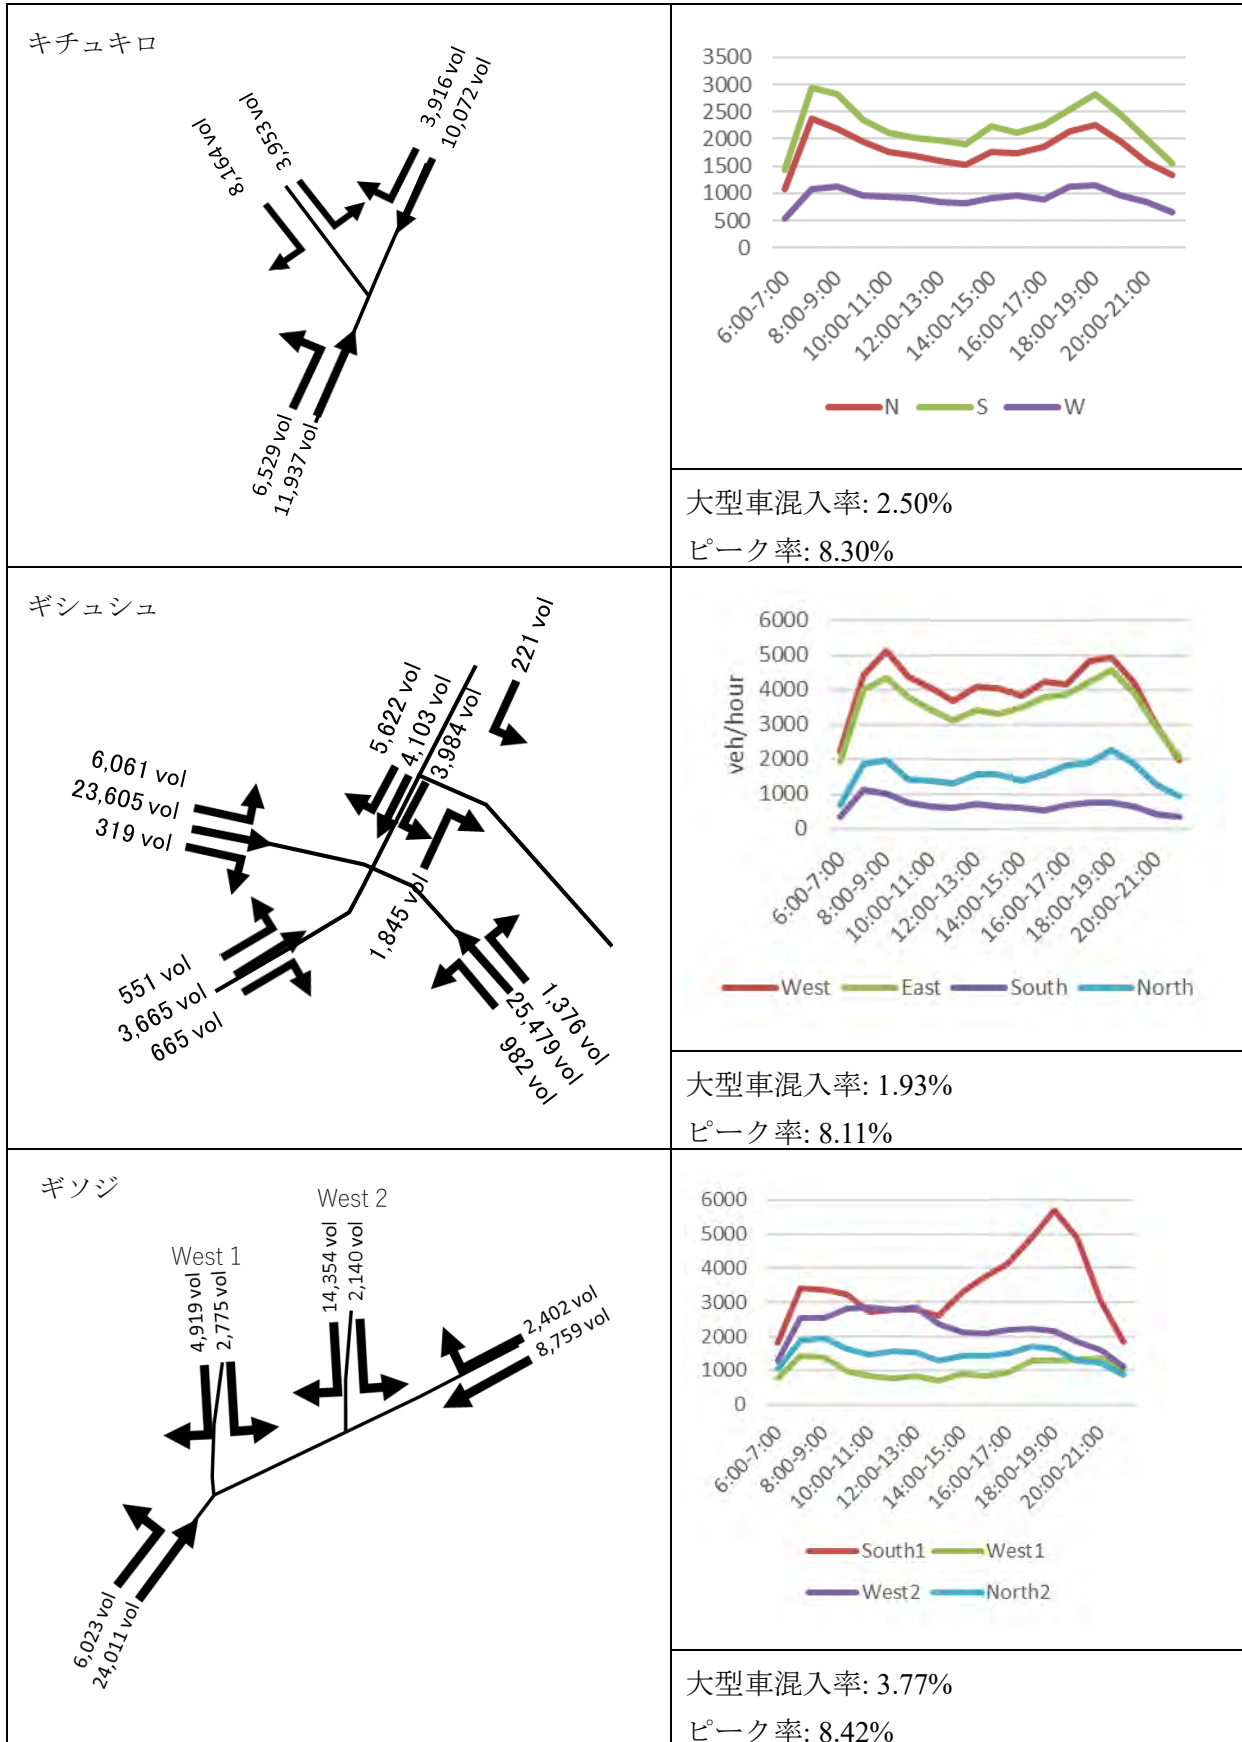 キチュキロ
8,164 vol
3,953 vol
3,916 vol
10,072 vol
6,529 vol
11,937 vol
3500
3000
2500
2000
1500
1000
500
0
6:00-7:00
8:00-9:00
10:00-11:00
12:00-13:00
14:00-15:00
16:00-17:00
18:00-19:00
20:00-21:00
N S W
大型車混入率: 2.50%
ピーク率: 8.30%
ギシュシュ
221 vol
5,622 vol
4,103 vol
3,984 vol
6,061 vol
23,605 vol
319 vol
1,845 vol
551 vol
3,665 vol
665 vol
1,376 vol
25,479 vol
982 vol
veh/hour
6000
5000
4000
3000
2000
1000
0
6:00-7:00
8:00-9:00
10:00-11:00
12:00-13:00
14:00-15:00
16:00-17:00
18:00-19:00
20:00-21:00
West East South North
大型車混入率: 1.93%
ピーク率: 8.11%
ギソジ
West 1
West 2
4,919 vol
2,775 vol
14,354 vol
2,140 vol
2,402 vol
8,759 vol
6,023 vol
24,011 vol
6000
5000
4000
3000
2000
1000
0
6:00-7:00
8:00-9:00
10:00-11:00
12:00-13:00
14:00-15:00
16:00-17:00
18:00-19:00
20:00-21:00
South1 West1
West2 North2
大型車混入率: 3.77%
ピーク率: 8.42%